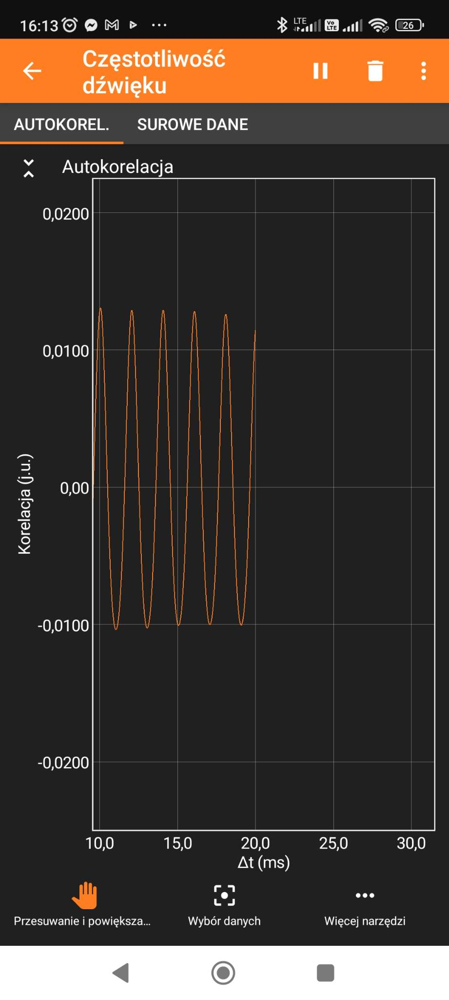 16:13 LTE Vo LTE 26
Częstotliwość
dźwięku
AUTOKOREL. SUROWE DANE
Autokorelacja
0,0200
0,0100
0,00
-0,0100
-0,0200
Korelacja (j.u.)
10,0 15,0 20,0 25,0 30,0
Δt (ms)
Przesuwanie i powiększa… Wybór danych Więcej narzędzi